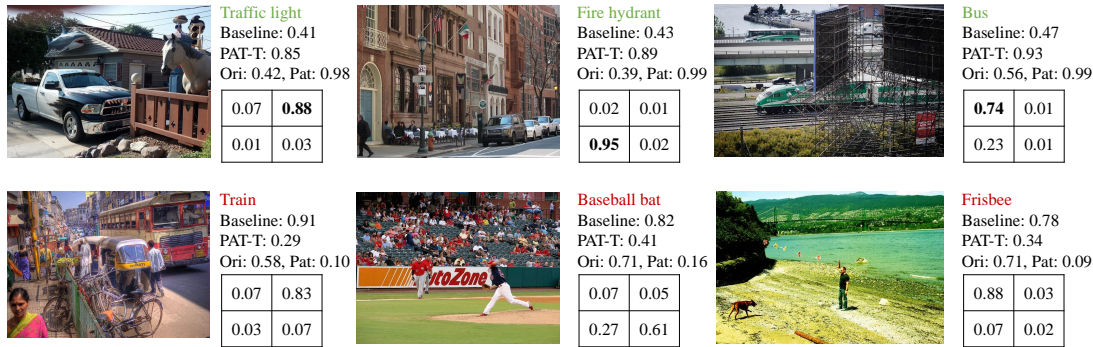 Traffic light
Baseline: 0.41
PAT-T: 0.85
Ori: 0.42, Pat: 0.98
0.07 0.88
0.01 0.03
Fire hydrant
Baseline: 0.43
PAT-T: 0.89
Ori: 0.39, Pat: 0.99
0.02 0.01
0.95 0.02
Bus
Baseline: 0.47
PAT-T: 0.93
Ori: 0.56, Pat: 0.99
0.74 0.01
0.23 0.01
Train
Baseline: 0.91
PAT-T: 0.29
Ori: 0.58, Pat: 0.10
0.07 0.83
0.03 0.07
Baseball bat
Baseline: 0.82
PAT-T: 0.41
Ori: 0.71, Pat: 0.16
0.07 0.05
0.27 0.61
AutoZone
Frisbee
Baseline: 0.78
PAT-T: 0.34
Ori: 0.71, Pat: 0.09
0.88 0.03
0.07 0.02